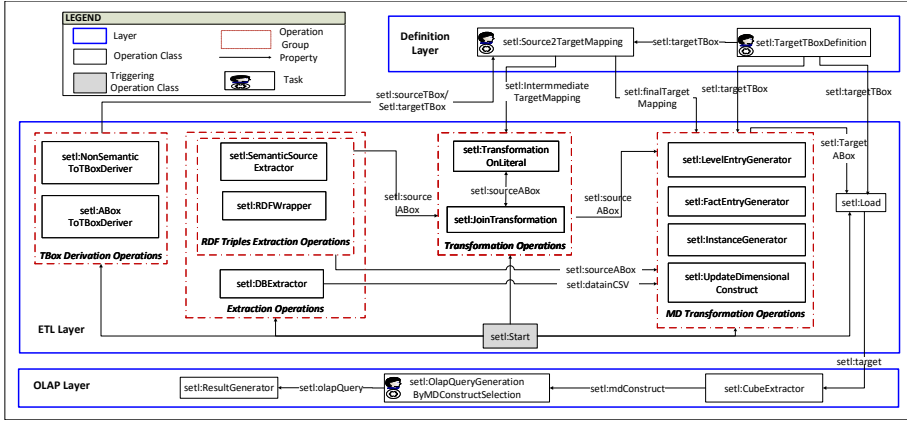 LEGEND
Layer
Operation Class
Triggering
Operation Class
Operation
Group
Property
Task
Definition
Layer
setl:Source2TargetMapping
setl:targetTBox
setl:TargetTBoxDefinition
setl:sourceTBox/
Setl:targetTBox
setl:Intermmediate
TargetMapping
setl:finalTarget
Mapping
setl:targetTBox
setl:targetTBox
setl:NonSemantic
ToTBoxDeriver
setl:ABox
ToTBoxDeriver
TBox Derivation Operations
setl:SemanticSource
Extractor
setl:RDFWrapper
RDF Triples Extraction Operations
setl:DBExtractor
Extraction Operations
setl:source
ABox
setl:Transformation
OnLiteral
setl:sourceABox
setl:JoinTransformation
Transformation Operations
setl:source
ABox
setl:sourceABox
setl:datainCSV
setl:LevelEntryGenerator
setl:FactEntryGenerator
setl:InstanceGenerator
setl:UpdateDimensional
Construct
MD Transformation Operations
setl:Target
ABox
setl:Load
ETL Layer
setl:Start
setl:target
OLAP Layer
setl:ResultGenerator
setl:olapQuery
setl:OlapQueryGeneration
ByMDConstructSelection
setl:mdConstruct
setl:CubeExtractor